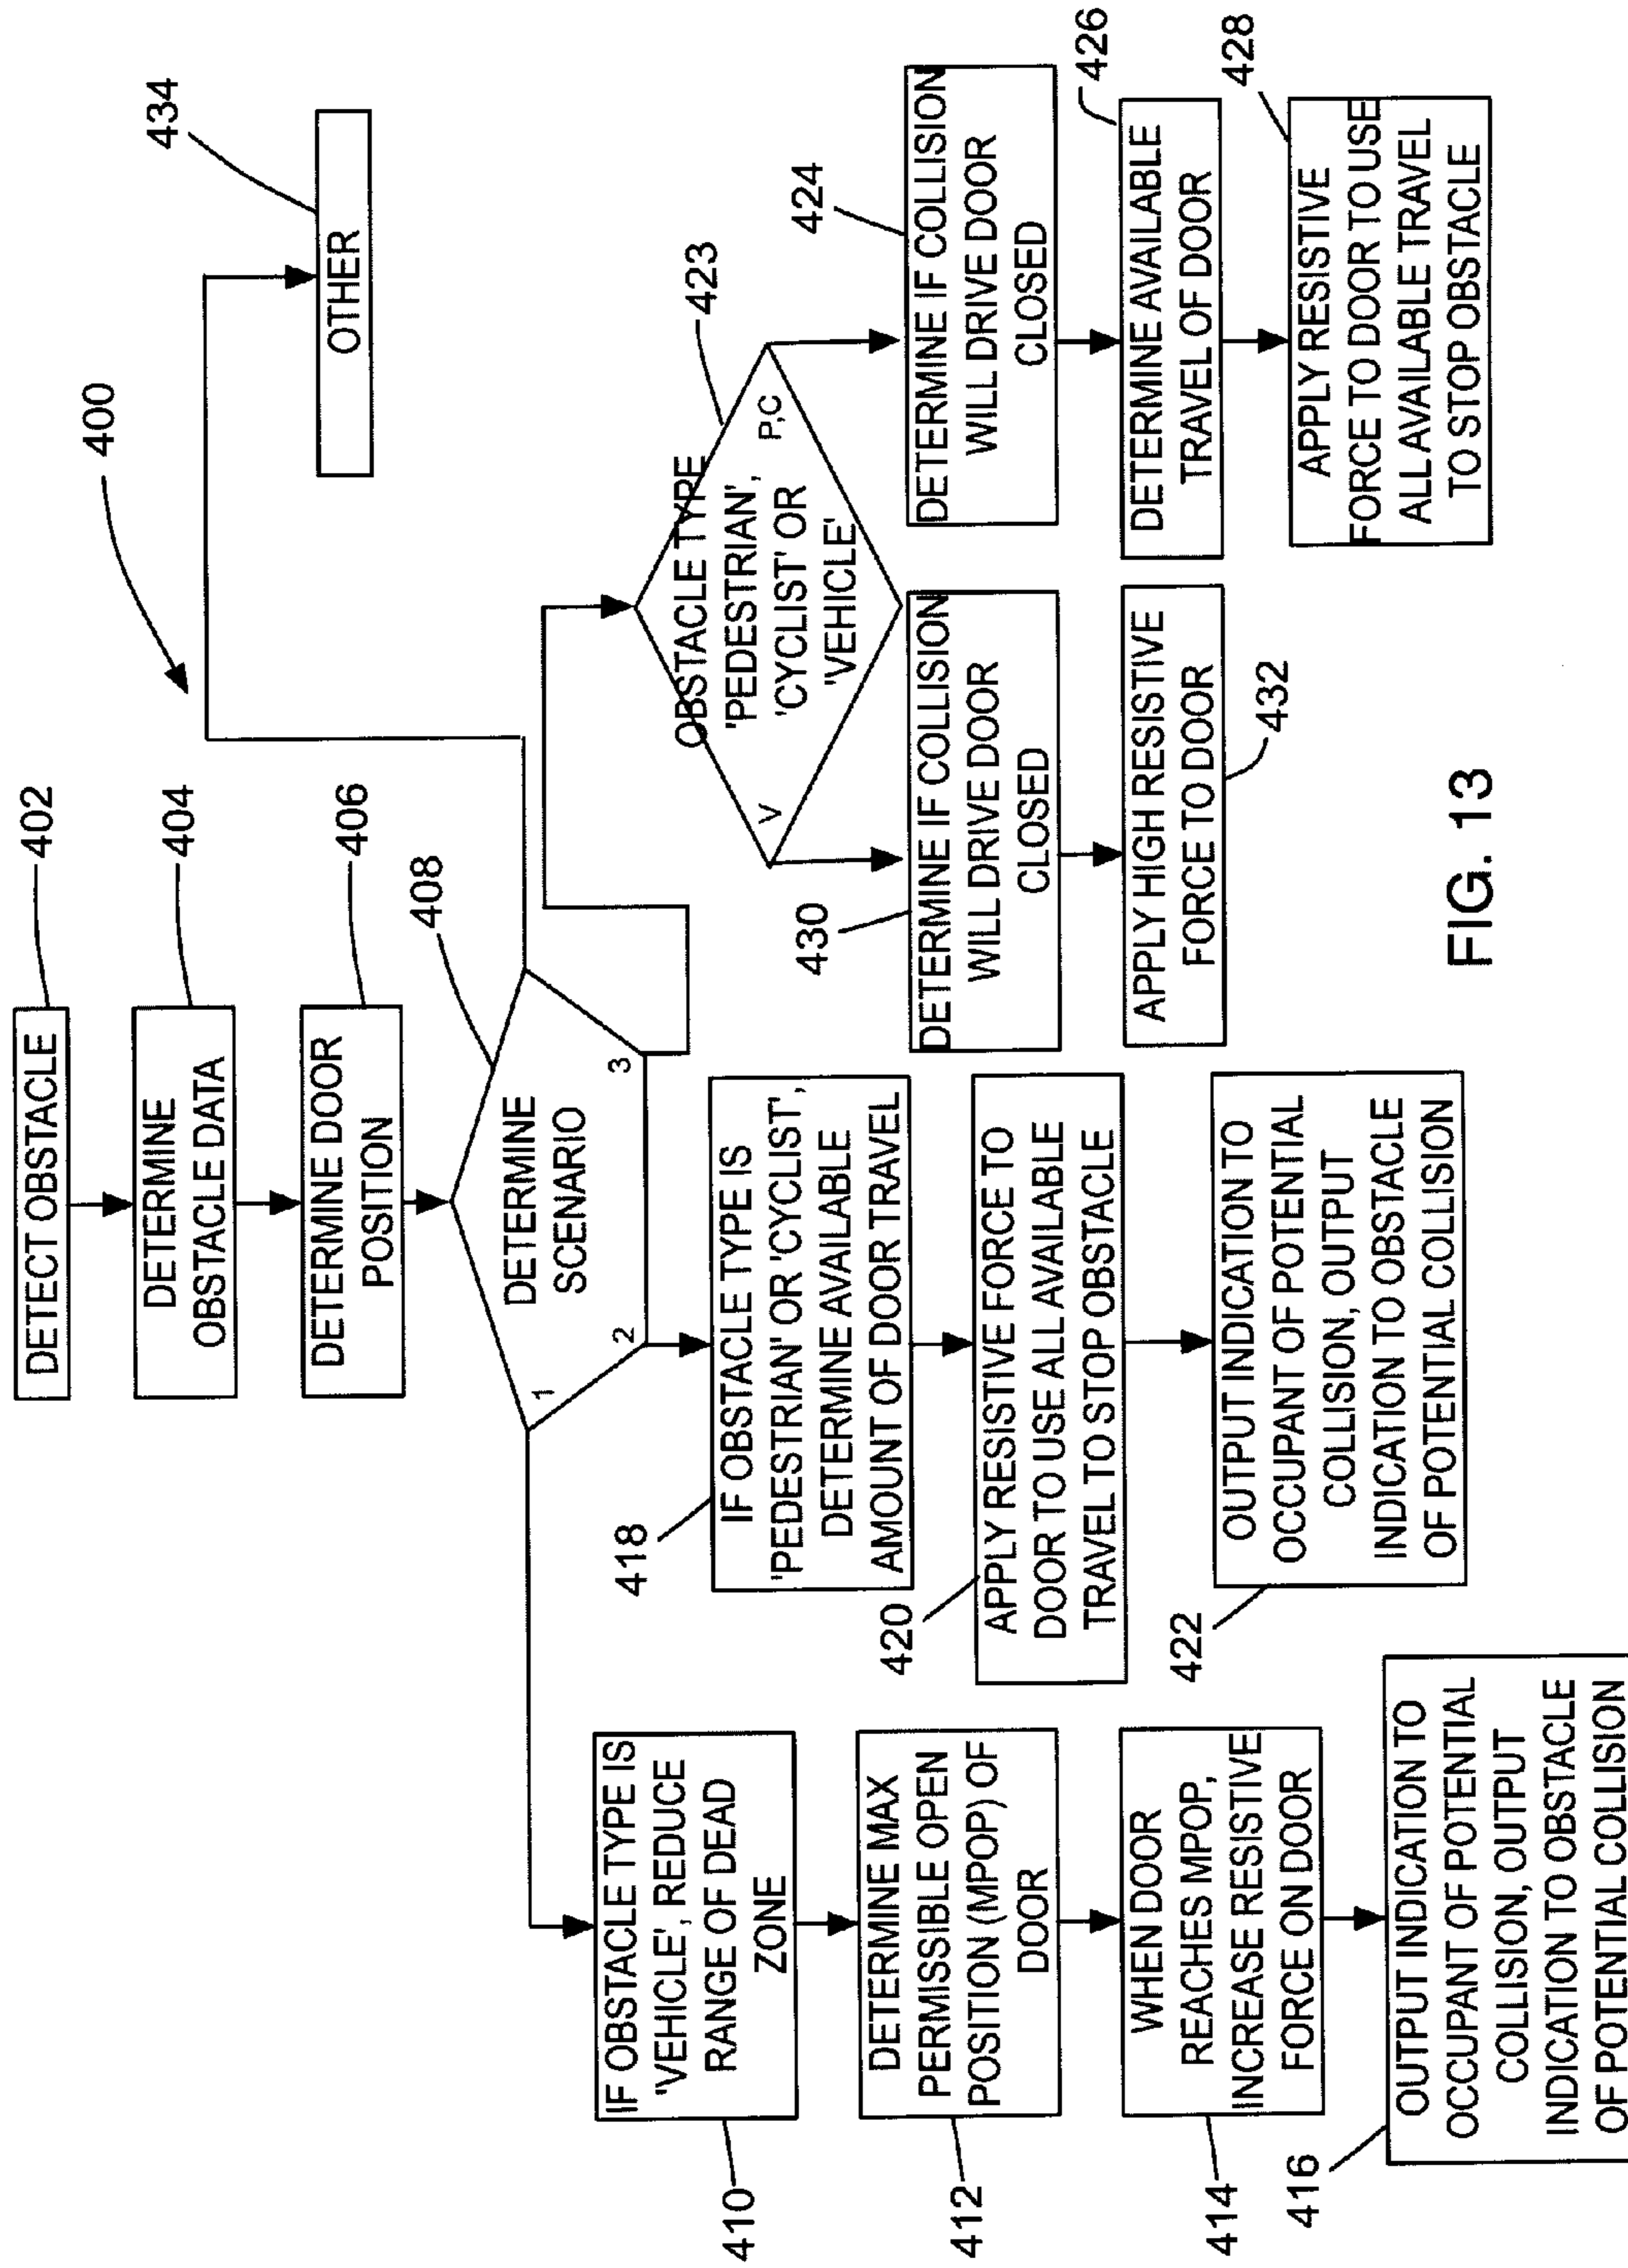 400
DETECT OBSTACLE
402
DETERMINE
OBSTACLE DATA
404
DETERMINE DOOR
POSITION
406
DETERMINE
SCENARIO
408
1
2
3
OTHER
434
IF OBSTACLE TYPE IS
'VEHICLE', REDUCE
RANGE OF DEAD
ZONE
410
DETERMINE MAX
PERMISSIBLE OPEN
POSITION (MPOP) OF
DOOR
412
WHEN DOOR
REACHES MPOP,
INCREASE RESISTIVE
FORCE ON DOOR
414
OUTPUT INDICATION TO
OCCUPANT OF POTENTIAL
COLLISION, OUTPUT
INDICATION TO OBSTACLE
OF POTENTIAL COLLISION
416
IF OBSTACLE TYPE IS
'PEDESTRIAN' OR 'CYCLIST',
DETERMINE AVAILABLE
AMOUNT OF DOOR TRAVEL
418
APPLY RESISTIVE FORCE TO
DOOR TO USE ALL AVAILABLE
TRAVEL TO STOP OBSTACLE
420
OUTPUT INDICATION TO
OCCUPANT OF POTENTIAL
COLLISION, OUTPUT
INDICATION TO OBSTACLE
OF POTENTIAL COLLISION
422
OBSTACLE TYPE
'PEDESTRIAN',
'CYCLIST' OR
'VEHICLE'
423
V
P,C
DETERMINE IF COLLISION
WILL DRIVE DOOR
CLOSED
430
APPLY HIGH RESISTIVE
FORCE TO DOOR
432
DETERMINE IF COLLISION
WILL DRIVE DOOR
CLOSED
424
DETERMINE AVAILABLE
TRAVEL OF DOOR
426
APPLY RESISTIVE
FORCE TO DOOR TO USE
ALL AVAILABLE TRAVEL
TO STOP OBSTACLE
428
FIG. 13